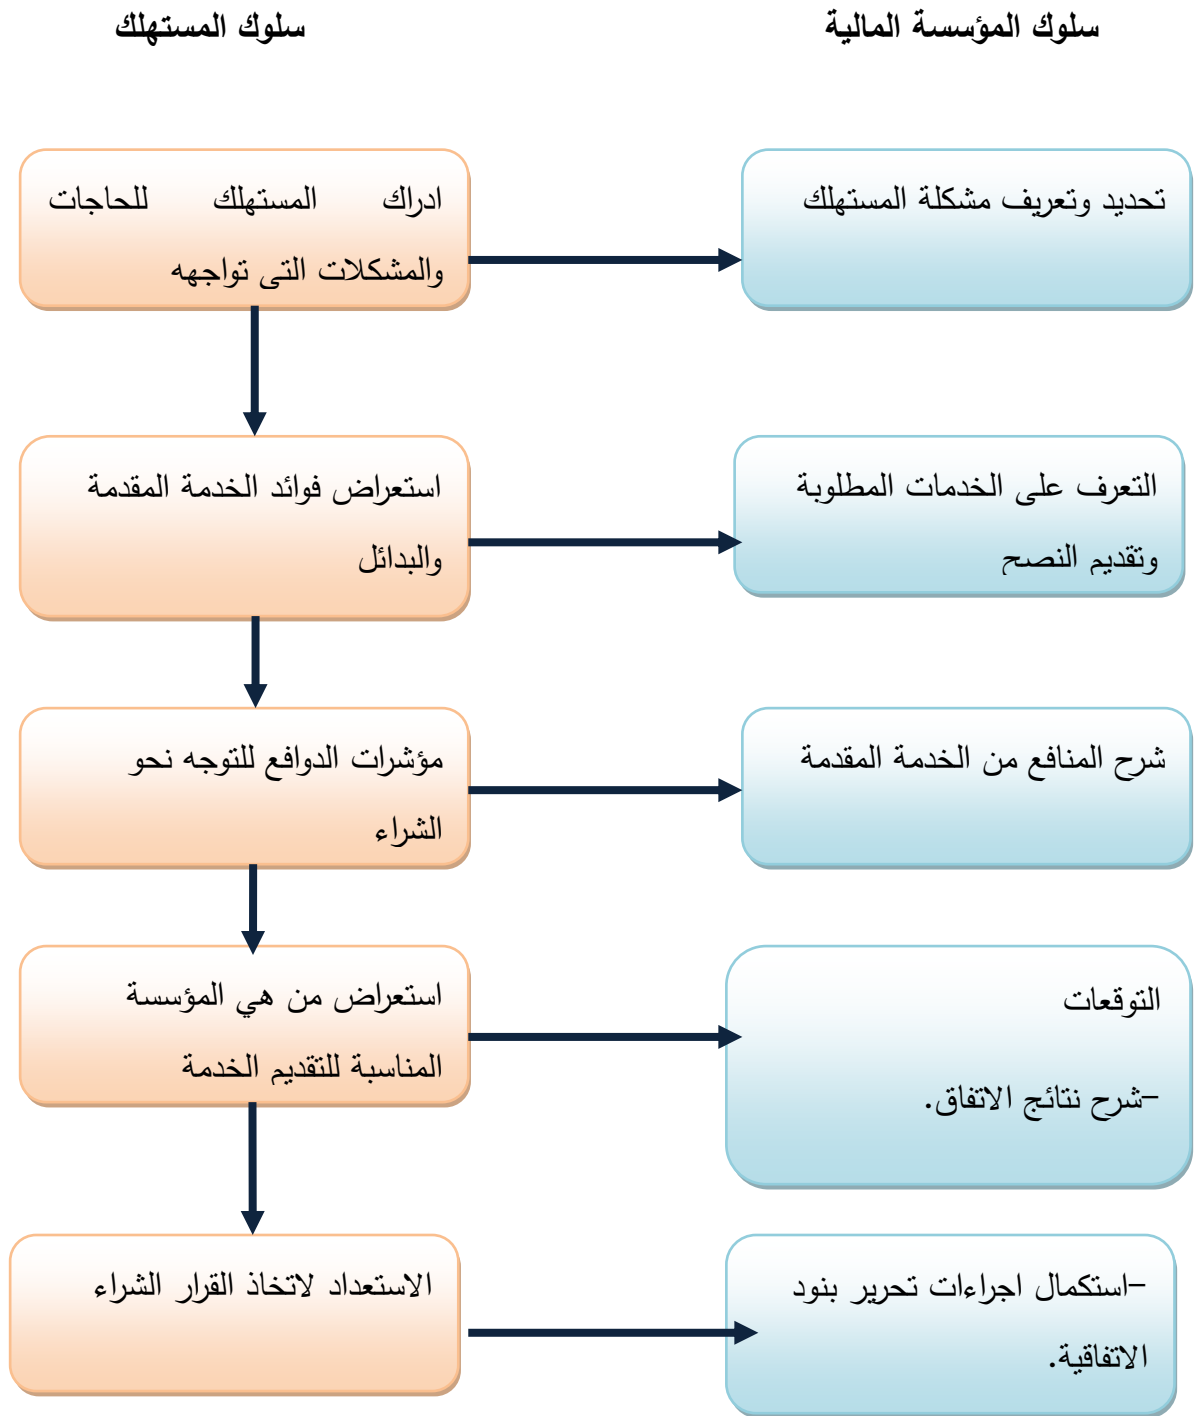 سلوك المؤسسة المالية
سلوك المستهلك
تحديد وتعريف مشكلة المستهلك
ادراك المستهلك للحاجات
والمشكلات التى تواجهه
التعرف على الخدمات المطلوبة
وتقديم النصح
استعراض فوائد الخدمة المقدمة
والبدائل
شرح المنافع من الخدمة المقدمة
مؤشرات الدوافع للتوجه نحو
الشراء
التوقعات
-شرح نتائج الاتفاق.
استعراض من هي المؤسسة
المناسبة للتقديم الخدمة
-استكمال اجراءات تحرير بنود
الاتفاقية.
الاستعداد لاتخاذ القرار الشراء